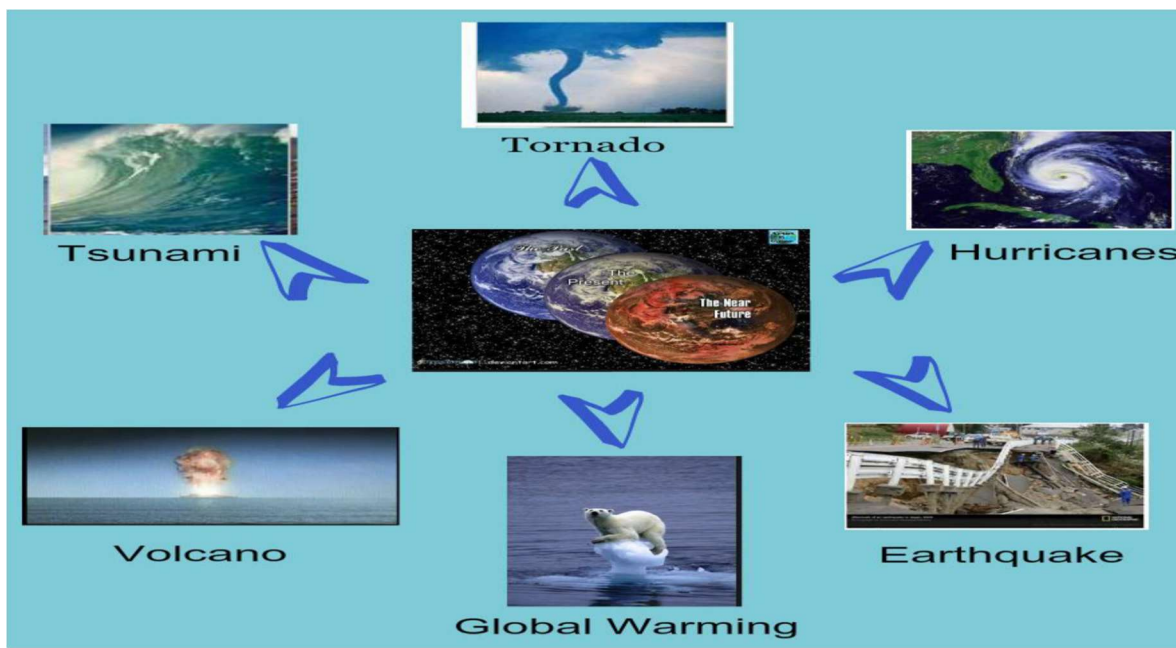 Tornado
Tsunami
Hurricanes
The Past
The
Present
The Near
Future
Volcano
Earthquake
Global Warming